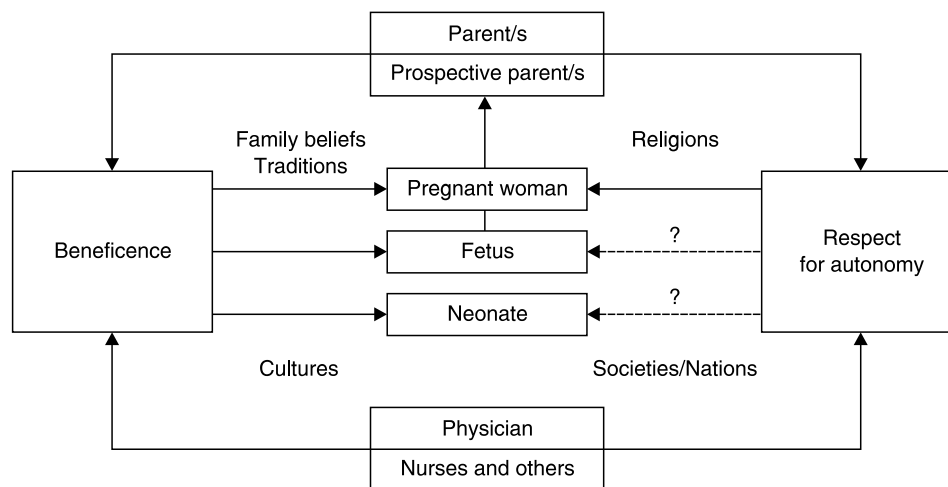 Parent/s
Prospective parent/s
Family beliefs
Traditions
Religions
Pregnant woman
Beneficence
Fetus
?
Respect
for autonomy
Neonate
?
Cultures
Societies/Nations
Physician
Nurses and others